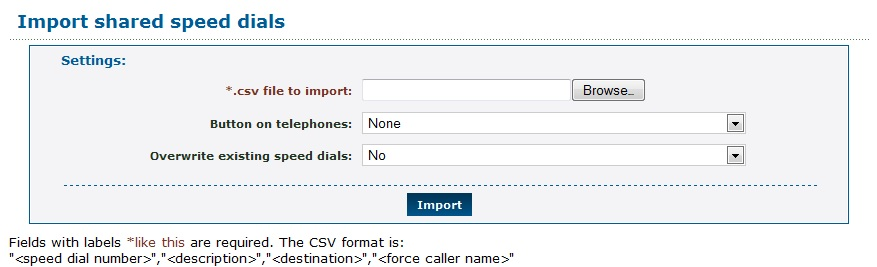 Import shared speed dials
Settings:
*.csv file to import: Browse...
Button on telephones: None
Overwrite existing speed dials: No
Import
Fields with labels *like this are required. The CSV format is:
"<speed dial number>","<description>","<destination>","<force caller name>"